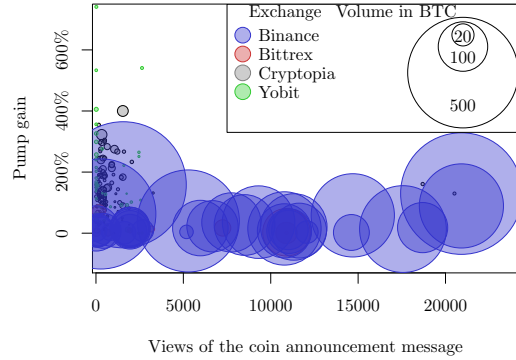 Exchange Volume in BTC
Binance
Bittrex
Cryptopia
Yobit
20
100
500
Pump gain
600%
400%
200%
0
0 5000 10000 15000 20000
Views of the coin announcement message